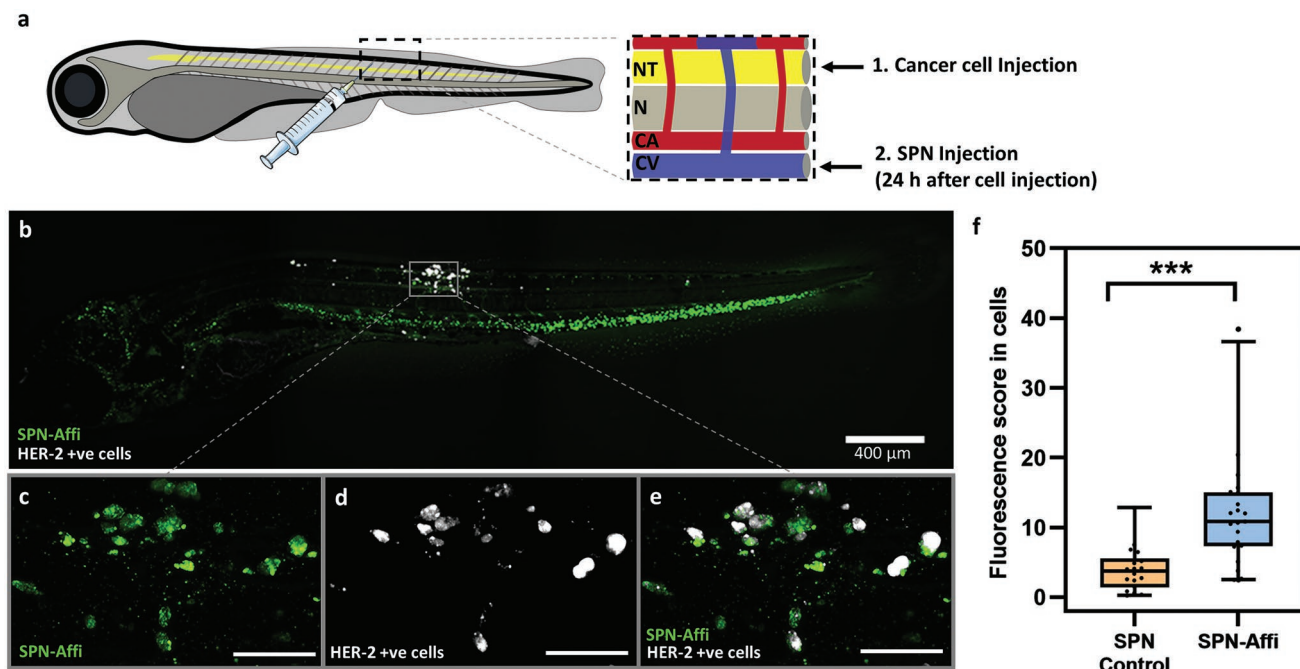 a
NT
N
CA
CV
1. Cancer cell Injection
2. SPN Injection
(24 h after cell injection)
b
SPN-Affi
HER-2 +ve cells
400 µm
c
SPN-Affi
d
HER-2 +ve cells
e
SPN-Affi
HER-2 +ve cells
f
Fluorescence score in cells
50
40
30
20
10
0
***
SPN
Control
SPN-Affi